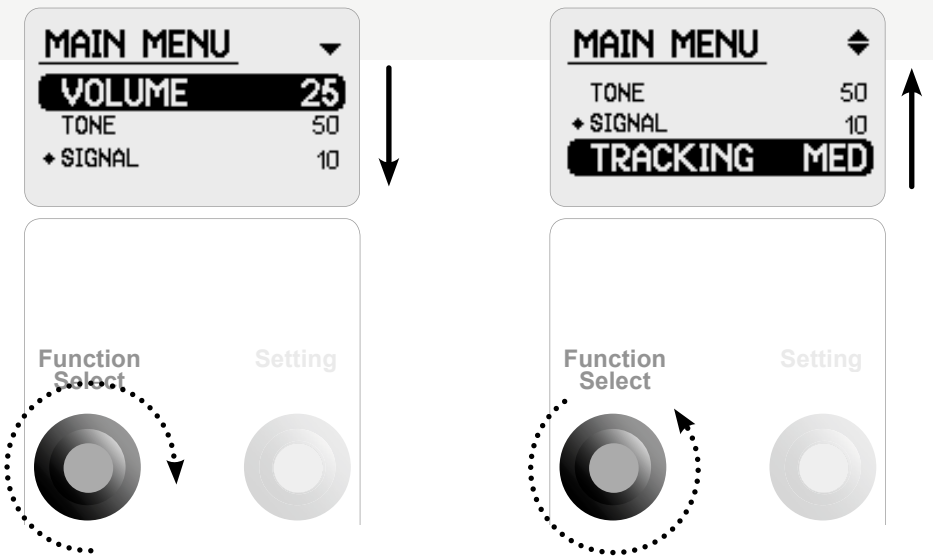 MAIN MENU
VOLUME 25
TONE 50
SIGNAL 10
Function
Select
Setting
MAIN MENU
TONE 50
SIGNAL 10
TRACKING MED
Function
Select
Setting